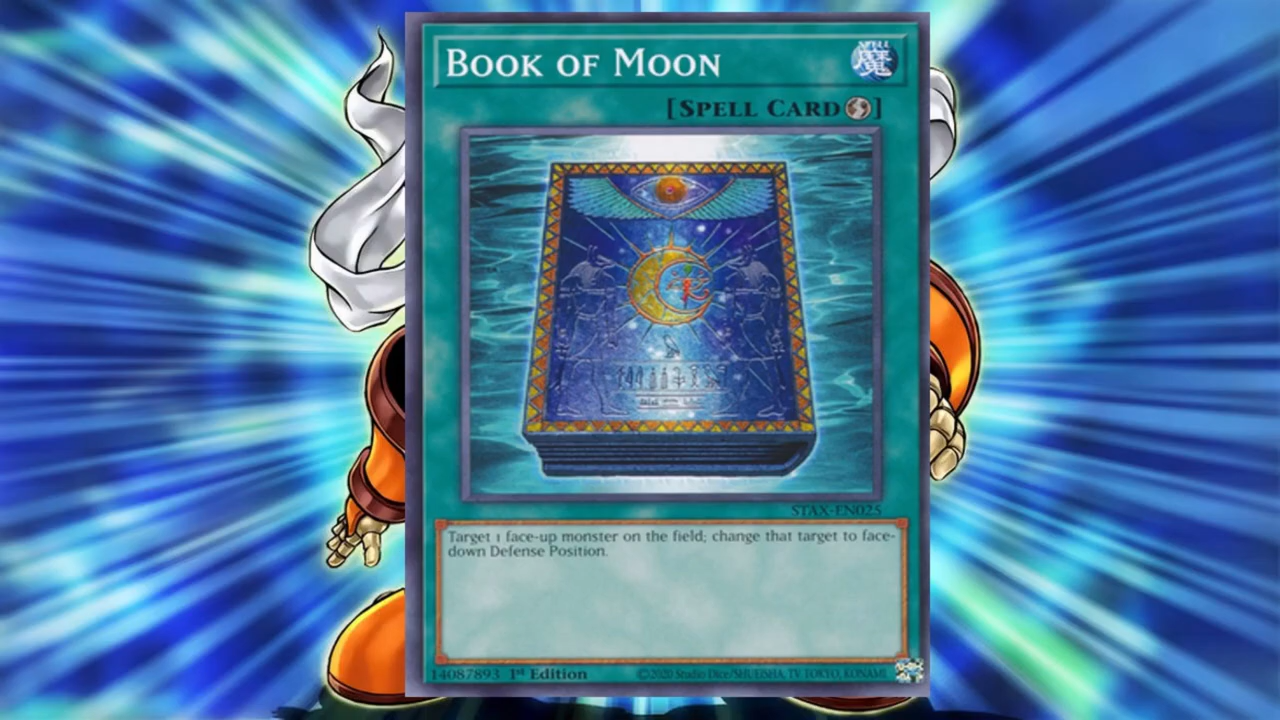 BOOK OF MOON
SPELL
魔
[SPELL CARD]
STAX-EN025
Target 1 face-up monster on the field; change that target to face-
down Defense Position.
14087893 1st Edition ©2020 Studio Dice/SHUEISHA, TV TOKYO, KONAMI